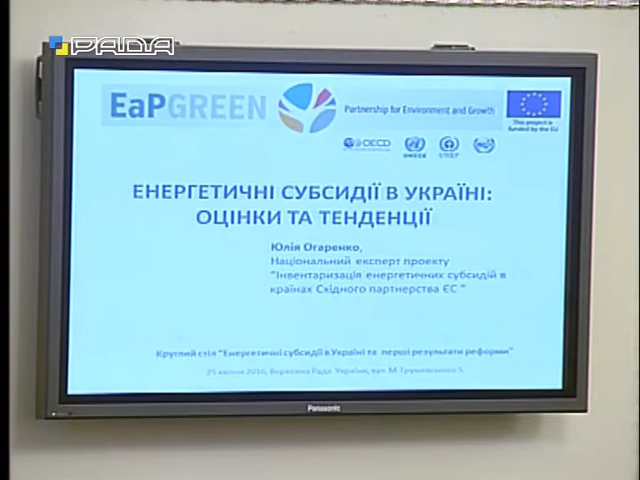 РАДА
EaPGREEN
Partnership for Environment and Growth
This project is
funded by the EU
OECD
UNECE
UNEP
ЕНЕРГЕТИЧНІ СУБСИДІЇ В УКРАЇНІ:
ОЦІНКИ ТА ТЕНДЕНЦІЇ
Юлія Огаренко,
Національний експерт проекту
"Інвентаризація енергетичних субсидій в
країнах Східного партнерства ЄС "
Круглий стіл "Енергетичні субсидії в Україні та перші результати реформи"
25 квітня 2016, Верховна Рада України, вул. М. Грушевського 5.
Panasonic